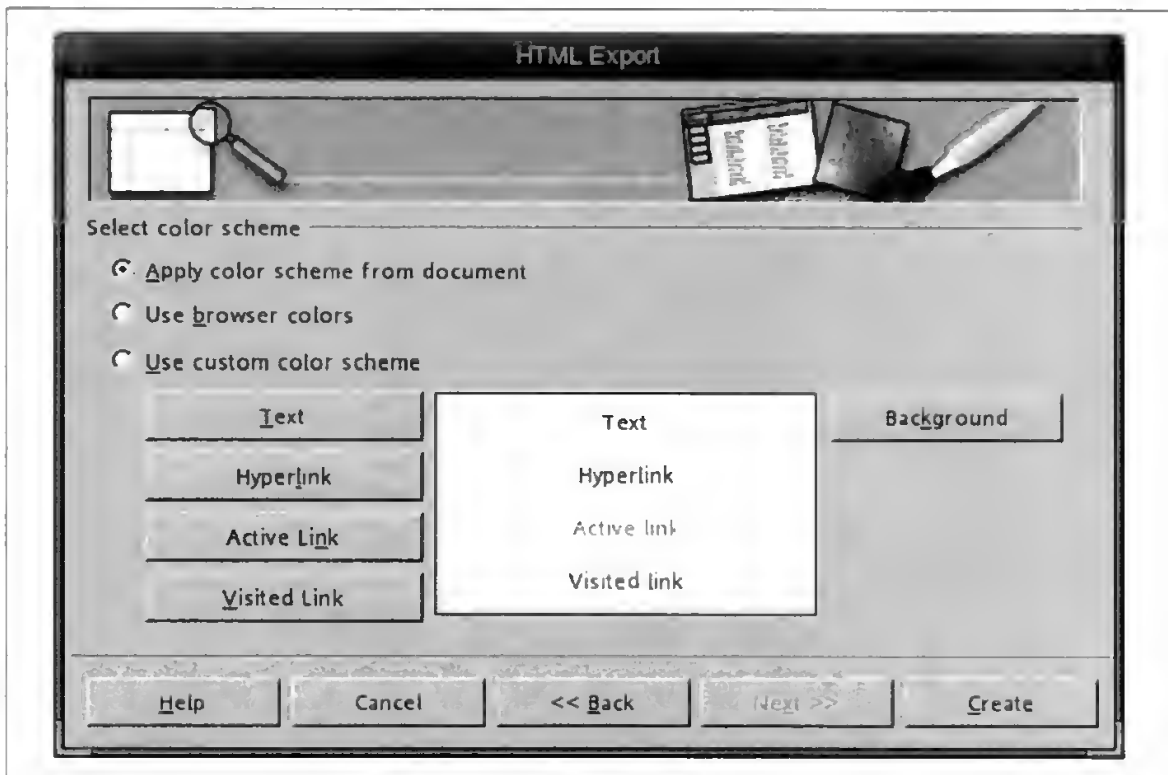 HTML Export
Select color scheme
Apply color scheme from document
Use browser colors
Use custom color scheme
Text
Hyperlink
Active Link
Visited Link
Text
Hyperlink
Active link
Visited link
Background
Help
Cancel
<< Back
Next >>
Create